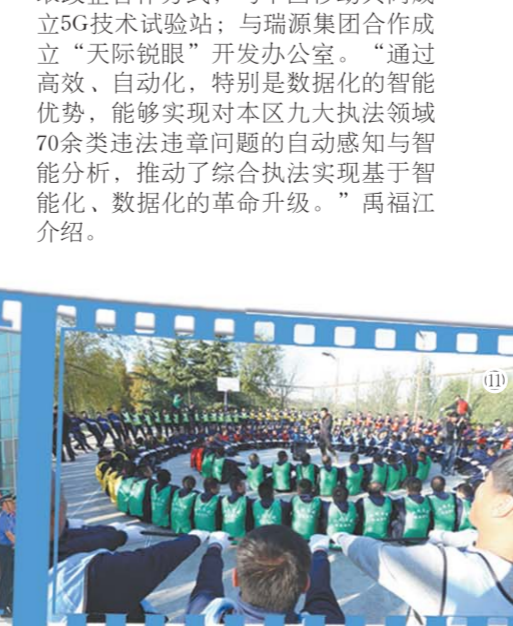 立5G技术试验站；与瑞源集团合作成
立“天际锐眼”开发办公室。“通过
高效、自动化，特别是数据化的智能
优势，能够实现对本区九大执法领域
70余类违法违章问题的自动感知与智
能分析，推动了综合执法实现基于智
能化、数据化的革命升级。”禹福江
介绍。
⑪